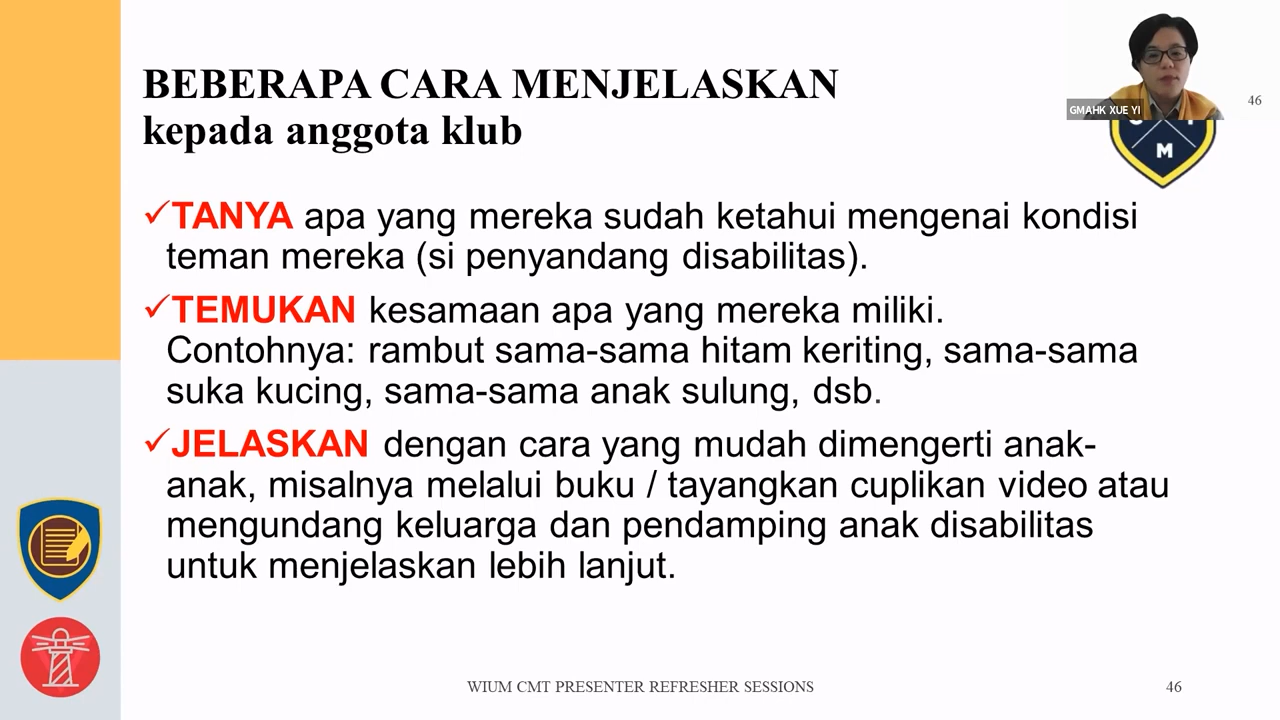 BEBERAPA CARA MENJELASKAN
kepada anggota klub
GMAHK XUE YI
46
M
✓TANYA apa yang mereka sudah ketahui mengenai kondisi
teman mereka (si penyandang disabilitas).
✓TEMUKAN kesamaan apa yang mereka miliki.
Contohnya: rambut sama-sama hitam keriting, sama-sama
suka kucing, sama-sama anak sulung, dsb.
✓JELASKAN dengan cara yang mudah dimengerti anak-
anak, misalnya melalui buku / tayangkan cuplikan video atau
mengundang keluarga dan pendamping anak disabilitas
untuk menjelaskan lebih lanjut.
WIUM CMT PRESENTER REFRESHER SESSIONS
46